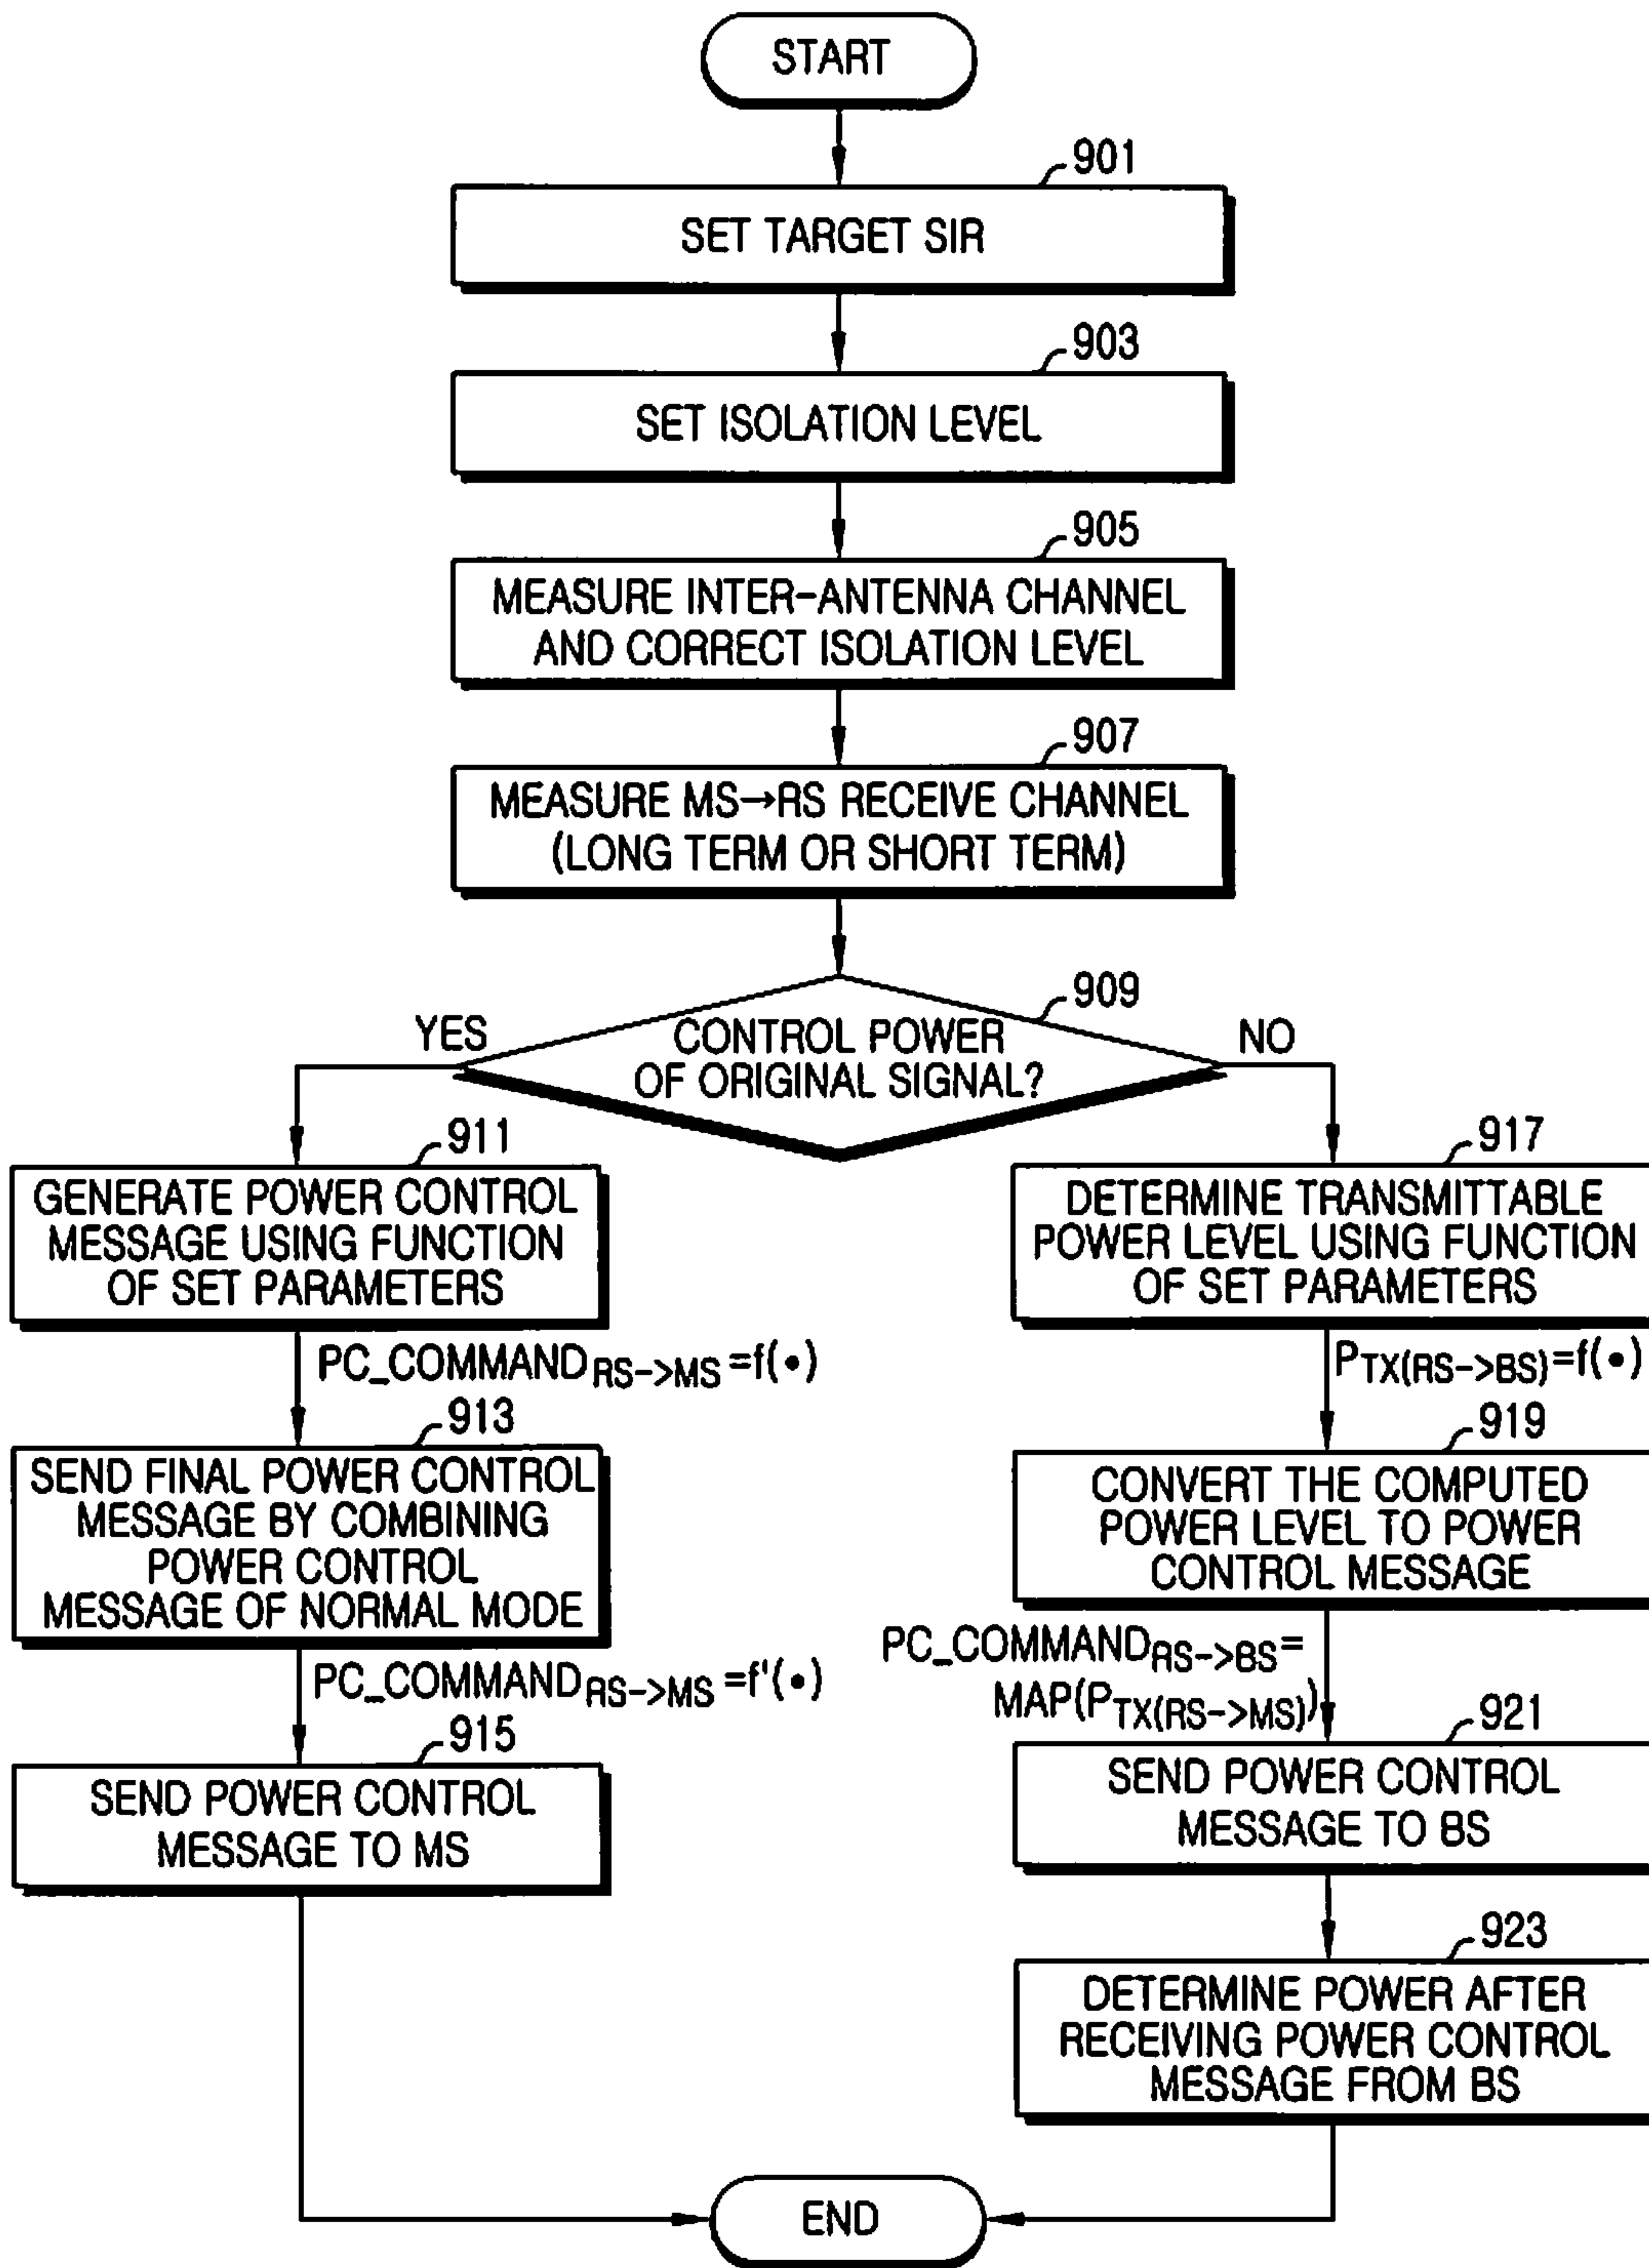 START
901
SET TARGET SIR
903
SET ISOLATION LEVEL
905
MEASURE INTER-ANTENNA CHANNEL
AND CORRECT ISOLATION LEVEL
907
MEASURE MS→RS RECEIVE CHANNEL
(LONG TERM OR SHORT TERM)
909
CONTROL POWER
OF ORIGINAL SIGNAL?
YES
911
GENERATE POWER CONTROL
MESSAGE USING FUNCTION
OF SET PARAMETERS
PC_COMMANDRS->MS=f(•)
913
SEND FINAL POWER CONTROL
MESSAGE BY COMBINING
POWER CONTROL
MESSAGE OF NORMAL MODE
PC_COMMANDRS->MS=f'(•)
915
SEND POWER CONTROL
MESSAGE TO MS
NO
917
DETERMINE TRANSMITTABLE
POWER LEVEL USING FUNCTION
OF SET PARAMETERS
PTX(RS->BS)=f(•)
919
CONVERT THE COMPUTED
POWER LEVEL TO POWER
CONTROL MESSAGE
PC_COMMANDRS->BS=
MAP(PTX(RS->MS))
921
SEND POWER CONTROL
MESSAGE TO BS
923
DETERMINE POWER AFTER
RECEIVING POWER CONTROL
MESSAGE FROM BS
END